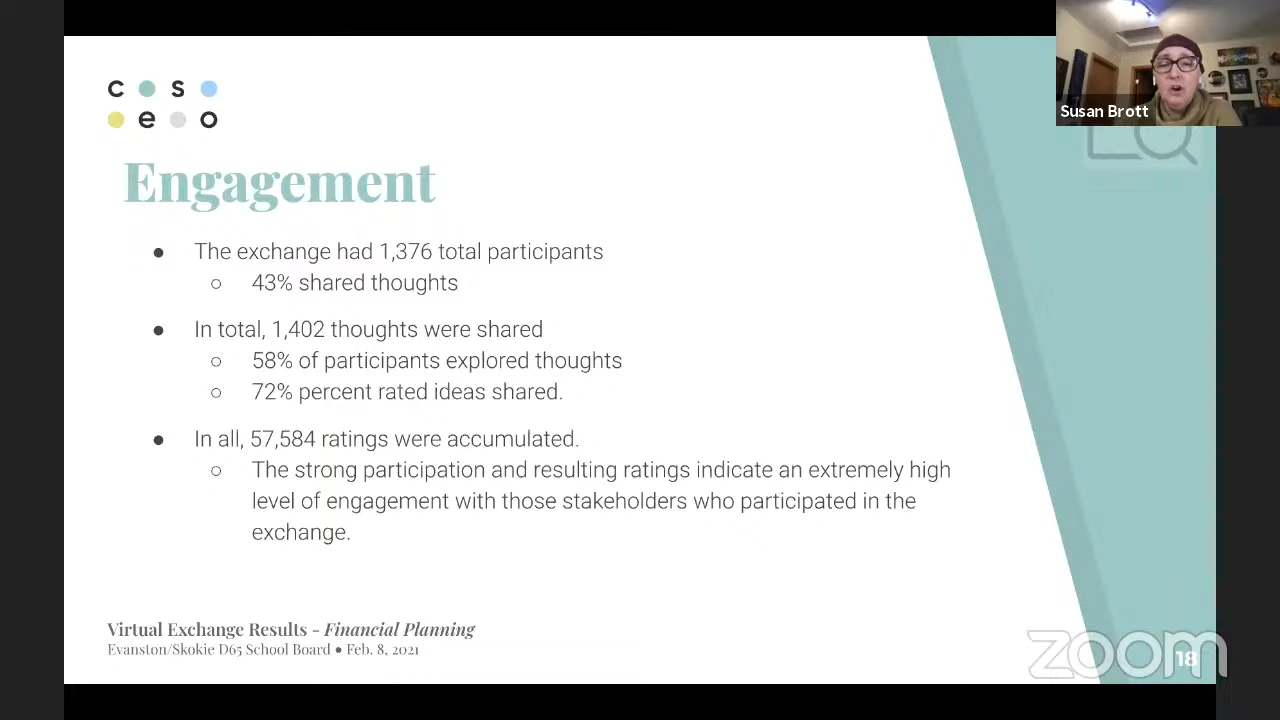 c s
e o
Susan Brott
Engagement
● The exchange had 1,376 total participants
○ 43% shared thoughts
● In total, 1,402 thoughts were shared
○ 58% of participants explored thoughts
○ 72% percent rated ideas shared.
● In all, 57,584 ratings were accumulated.
○ The strong participation and resulting ratings indicate an extremely high
level of engagement with those stakeholders who participated in the
exchange.
Virtual Exchange Results - Financial Planning
Evanston/Skokie D65 School Board ● Feb. 8, 2021
zoom
18